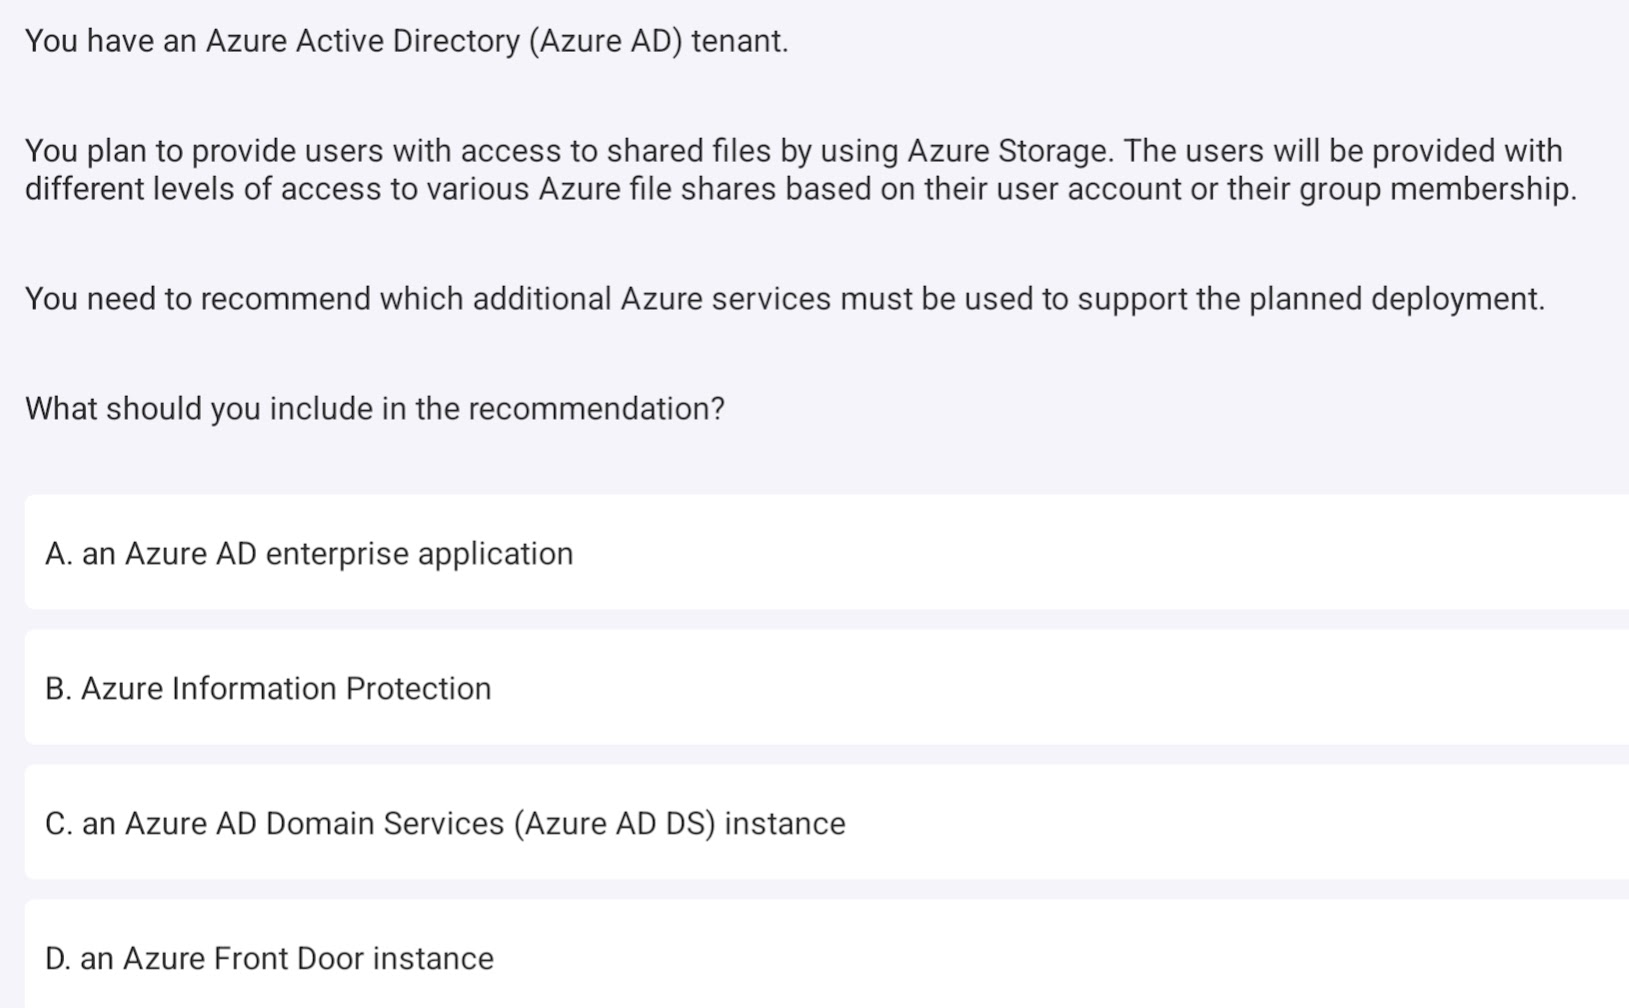 You have an Azure Active Directory (Azure AD) tenant.
You plan to provide users with access to shared files by using Azure Storage. The users will be provided with
different levels of access to various Azure file shares based on their user account or their group membership.
You need to recommend which additional Azure services must be used to support the planned deployment.
What should you include in the recommendation?
A. an Azure AD enterprise application
B. Azure Information Protection
C. an Azure AD Domain Services (Azure AD DS) instance
D. an Azure Front Door instance